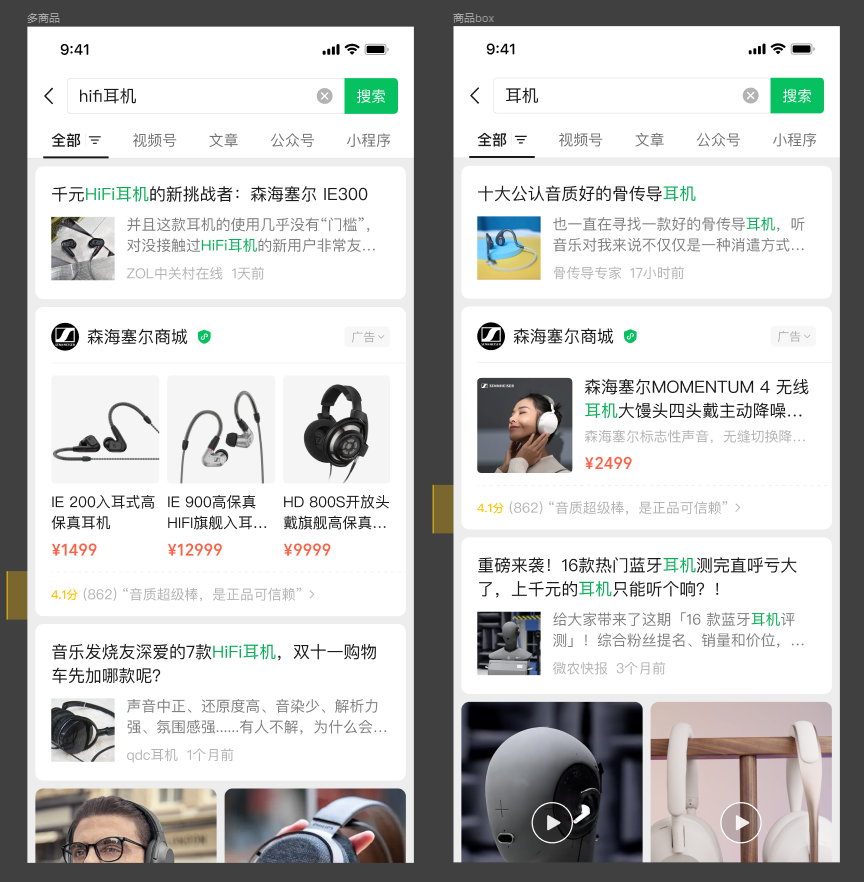 多商品
9:41
hifi耳机
搜索
全部
视频号
文章
公众号
小程序
千元HiFi耳机的新挑战者：森海塞尔 IE300
并且这款耳机的使用几乎没有“门槛”，
对没接触过HiFi耳机的新用户非常友...
ZOL中关村在线 1天前
森海塞尔商城
广告
IE 200入耳式高
保真耳机
¥1499
IE 900高保真
HIFI旗舰入耳...
¥12999
HD 800S开放头
戴旗舰高保真...
¥9999
4.1分 (862) “音质超级棒，是正品可信赖”
音乐发烧友深爱的7款HiFi耳机，双十一购物
车先加哪款呢?
声音中正、还原度高、音染少、解析力
强、氛围感强......有人不解，为什么会...
qdc耳机 1个月前
商品box
9:41
耳机
搜索
全部
视频号
文章
公众号
小程序
十大公认音质好的骨传导耳机
也一直在寻找一款好的骨传导耳机，听
音乐对我来说不仅仅是一种消遣方式...
骨传导专家 17小时前
森海塞尔商城
广告
SENNHEISER
森海塞尔MOMENTUM 4 无线
耳机大馒头四头戴主动降噪...
森海塞尔标志性声音，无缝切换降...
¥2499
4.1分 (862) “音质超级棒，是正品可信赖”
重磅来袭！16款热门蓝牙耳机测完直呼亏大
了，上千元的耳机只能听个响？！
给大家带来了这期「16 款蓝牙耳机评
测」！综合粉丝提名、销量和价位，...
微农快报 3个月前